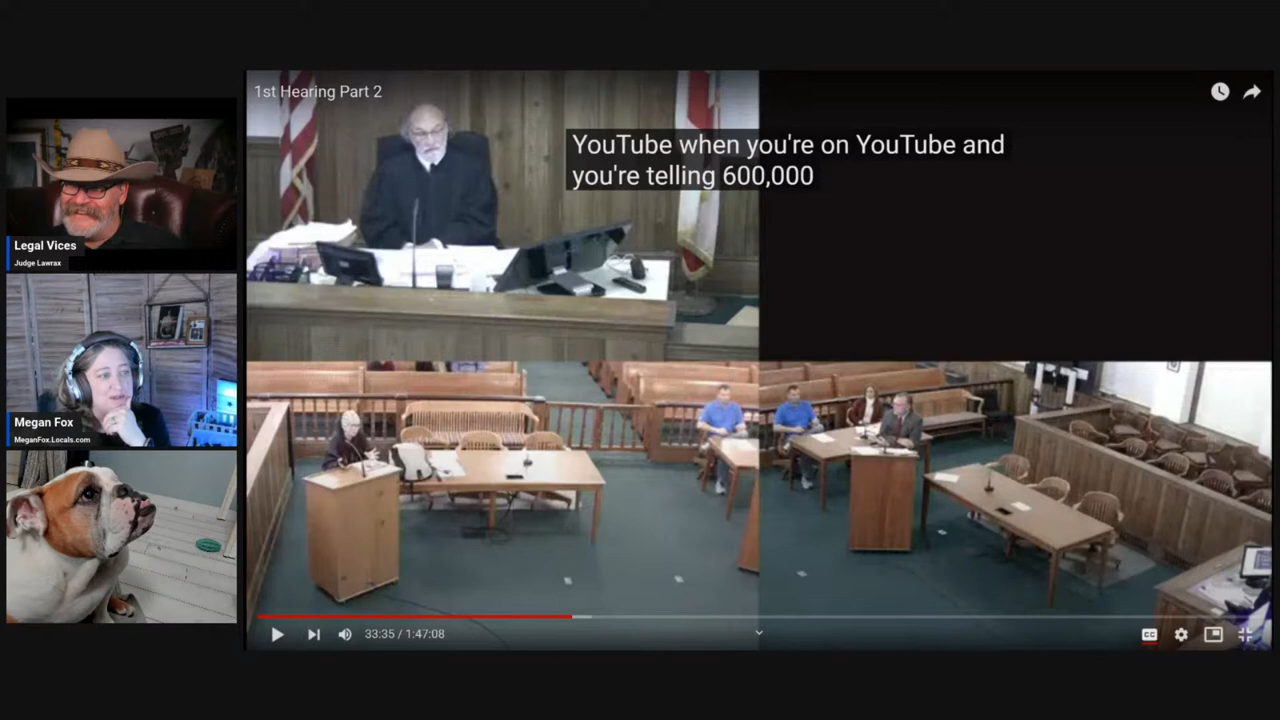 1st Hearing Part 2
YouTube when you're on YouTube and
you're telling 600,000
Legal Vices
Judge Lawrax
Megan Fox
MeganFox.Locals.com
33:35 / 1:47:08
CC